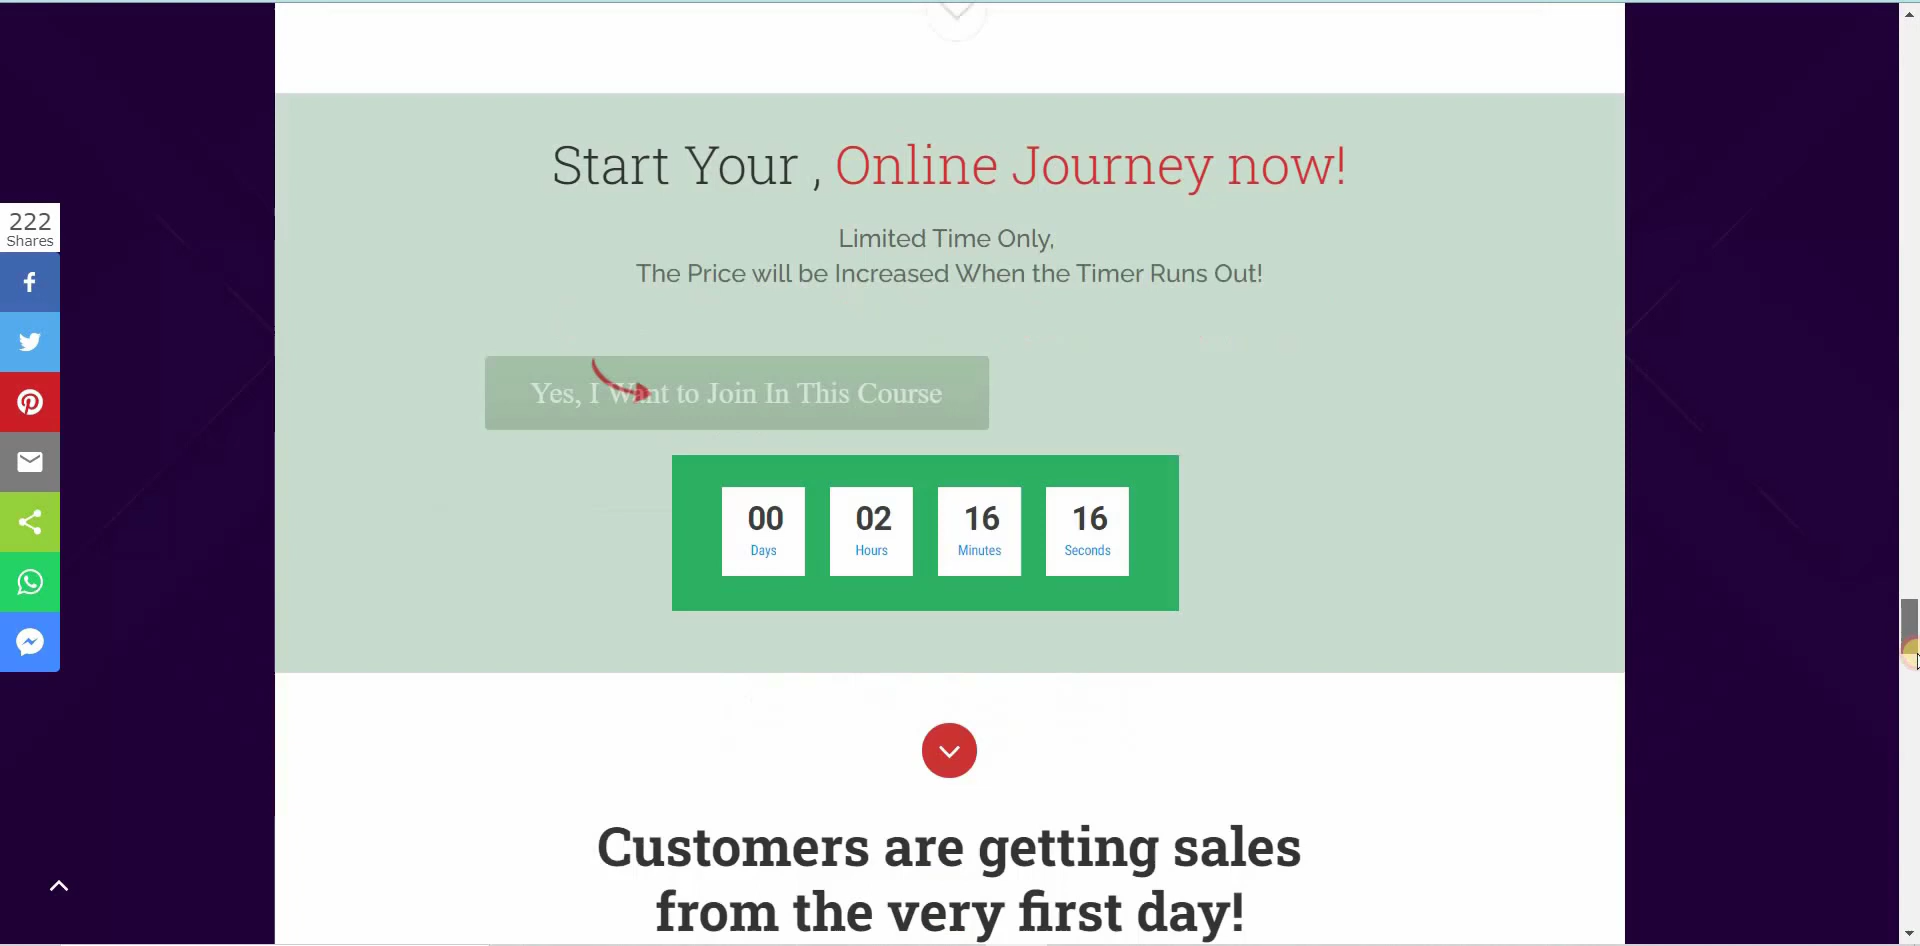 Start Your , Online Journey now!
Limited Time Only,
The Price will be Increased When the Timer Runs Out!
222
Shares
Yes, I Want to Join In This Course
00 02 16 16
Days Hours Minutes Seconds
Customers are getting sales
from the very first day!